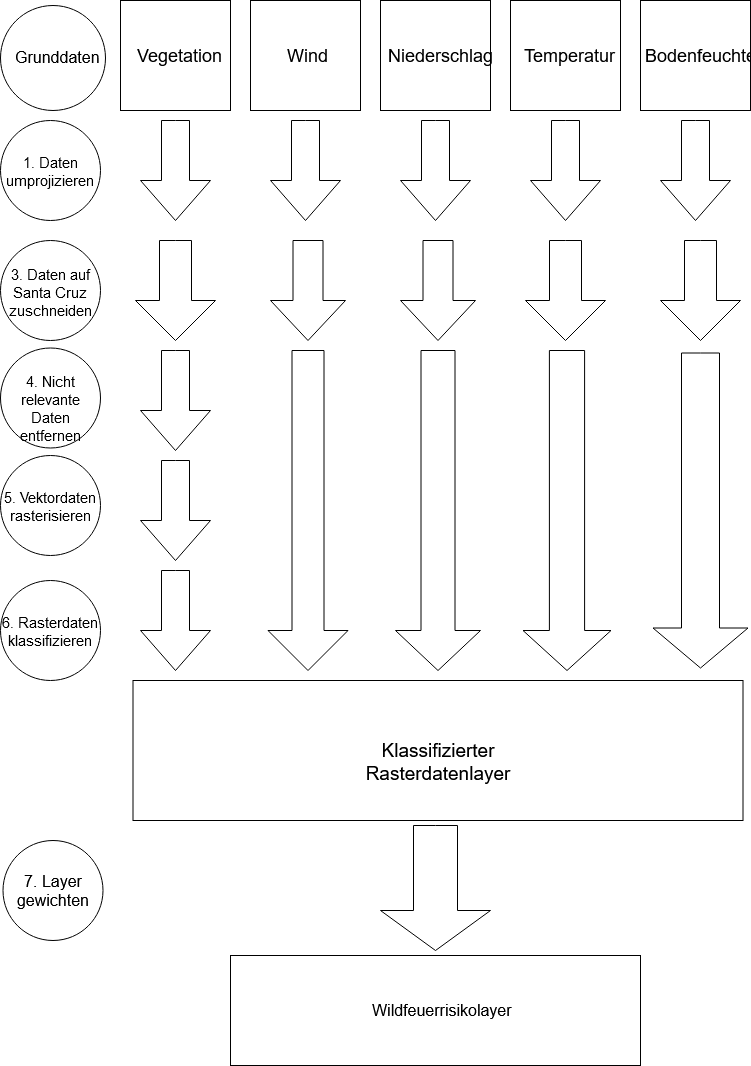 Grunddaten
Vegetation
Wind
Niederschlag
Temperatur
Bodenfeuchte
1. Daten
umprojizieren
3. Daten auf
Santa Cruz
zuschneiden
4. Nicht
relevante
Daten
entfernen
5. Vektordaten
rasterisieren
6. Rasterdaten
klassifizieren
Klassifizierter
Rasterdatenlayer
7. Layer
gewichten
Wildfeuerrisikolayer